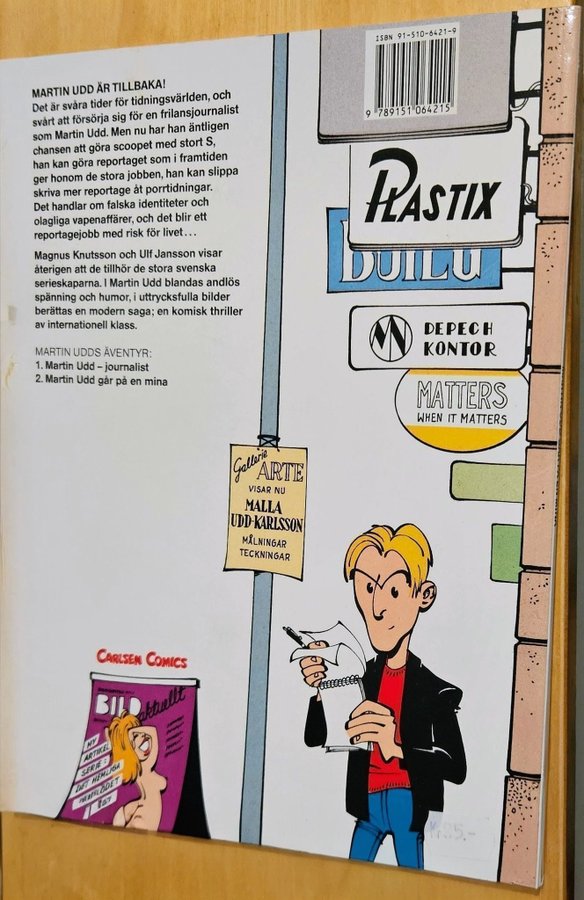 MARTIN UDD ÄR TILLBAKA!
Det är svåra tider för tidningsvärlden, och
svårt att försörja sig för en frilansjournalist
som Martin Udd. Men nu har han äntligen
chansen att göra scoopet med stort S,
han kan göra reportaget som i framtiden
ger honom de stora jobben, han kan slippa
skriva mer reportage åt porrtidningar.
Det handlar om falska identiteter och
olagliga vapenaffärer, och det blir ett
reportagejobb med risk för livet...
Magnus Knutsson och Ulf Jansson visar
återigen att de tillhör de stora svenska
serieskaparna. I Martin Udd blandas andlös
spänning och humor, i uttrycksfulla bilder
berättas en modern saga; en komisk thriller
av internationell klass.
MARTIN UDDS ÄVENTYR:
1. Martin Udd – journalist
2. Martin Udd går på en mina
ISBN 91-510-6421-9
9 789151 064215
PLASTIX
DEPECH
KONTOR
MATTERS
WHEN IT MATTERS
Gallerie
ARTE
VISAR NU
MALLA
UDD-KARLSSON
MÅLNINGAR
TECKNINGAR
CARLSEN COMICS
BILD
aktuellt
NY
ARTIKEL
SERIE:
DET HEMLIGA